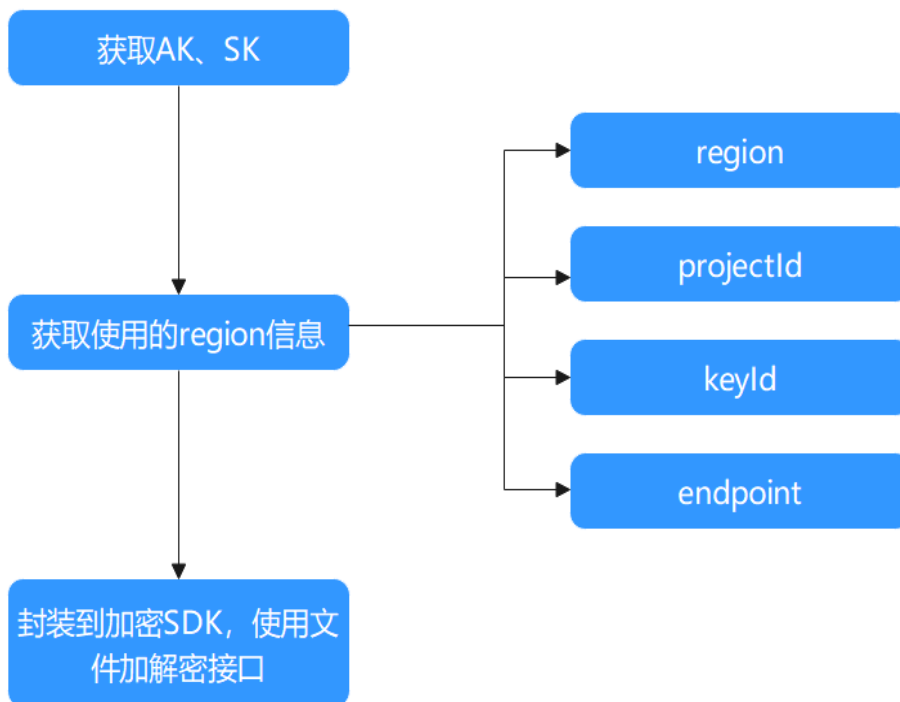 获取AK、SK
获取使用的region信息
region
projectId
keyId
endpoint
封装到加密SDK，使用文
件加解密接口